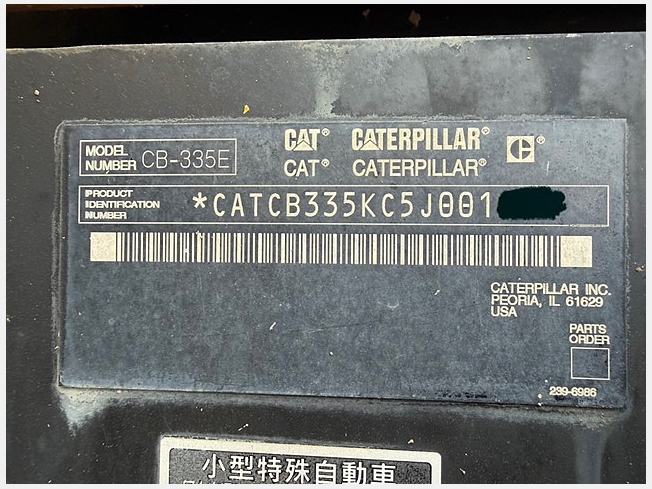 MODEL NUMBER CB-335E
CAT® CATERPILLAR® C®
CAT® CATERPILLAR®
PRODUCT IDENTIFICATION NUMBER *CATCB335KC5J001
CATERPILLAR INC.
PEORIA, IL 61629
USA
PARTS
ORDER
239-6986
小型特殊自動車